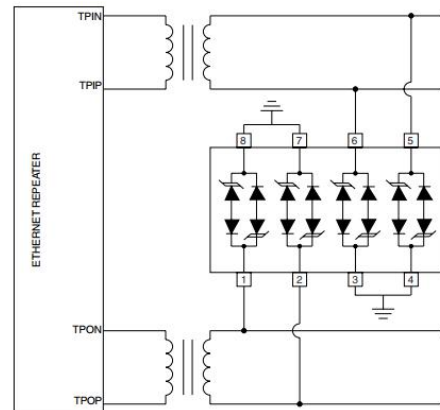 TPIN
TPIP
8 7 6 5
ETHERNET REPEATER
1 2 3 4
TPON
TPOP